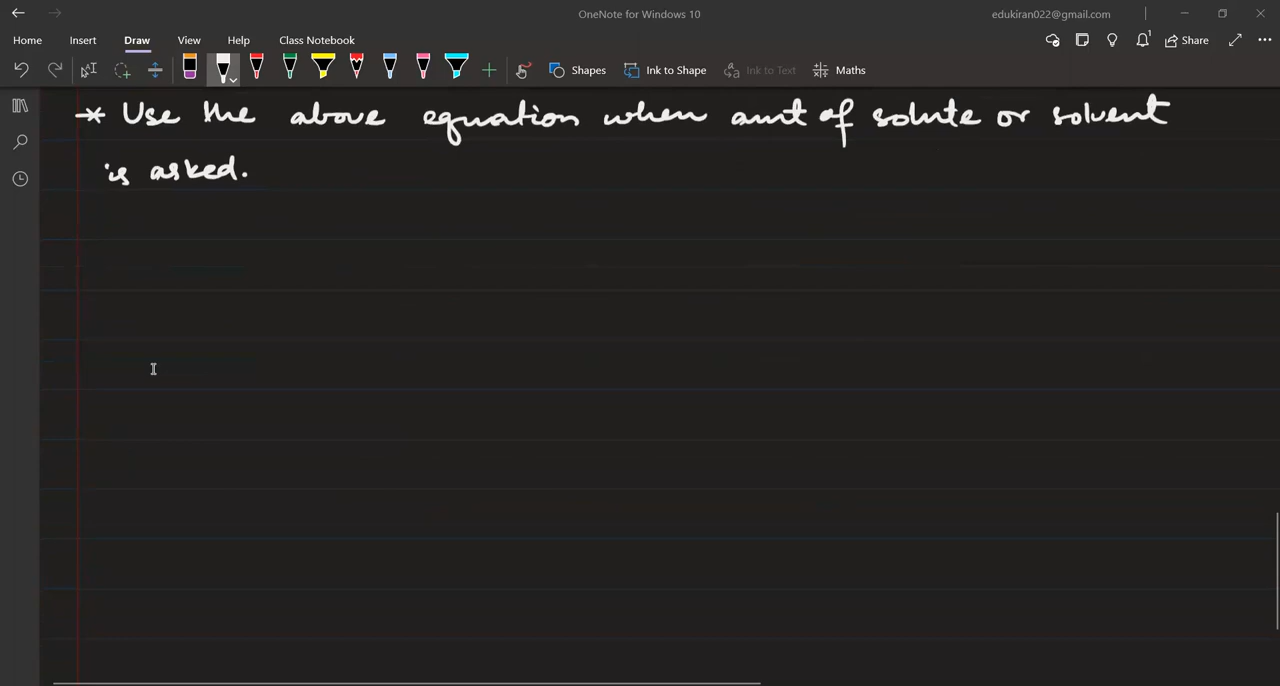 OneNote for Windows 10
edukiran022@gmail.com
Home Insert Draw View Help Class Notebook
Share
Shapes Ink to Shape Ink to Text Maths
* Use the above equation when amt of solute or solvent
is asked.